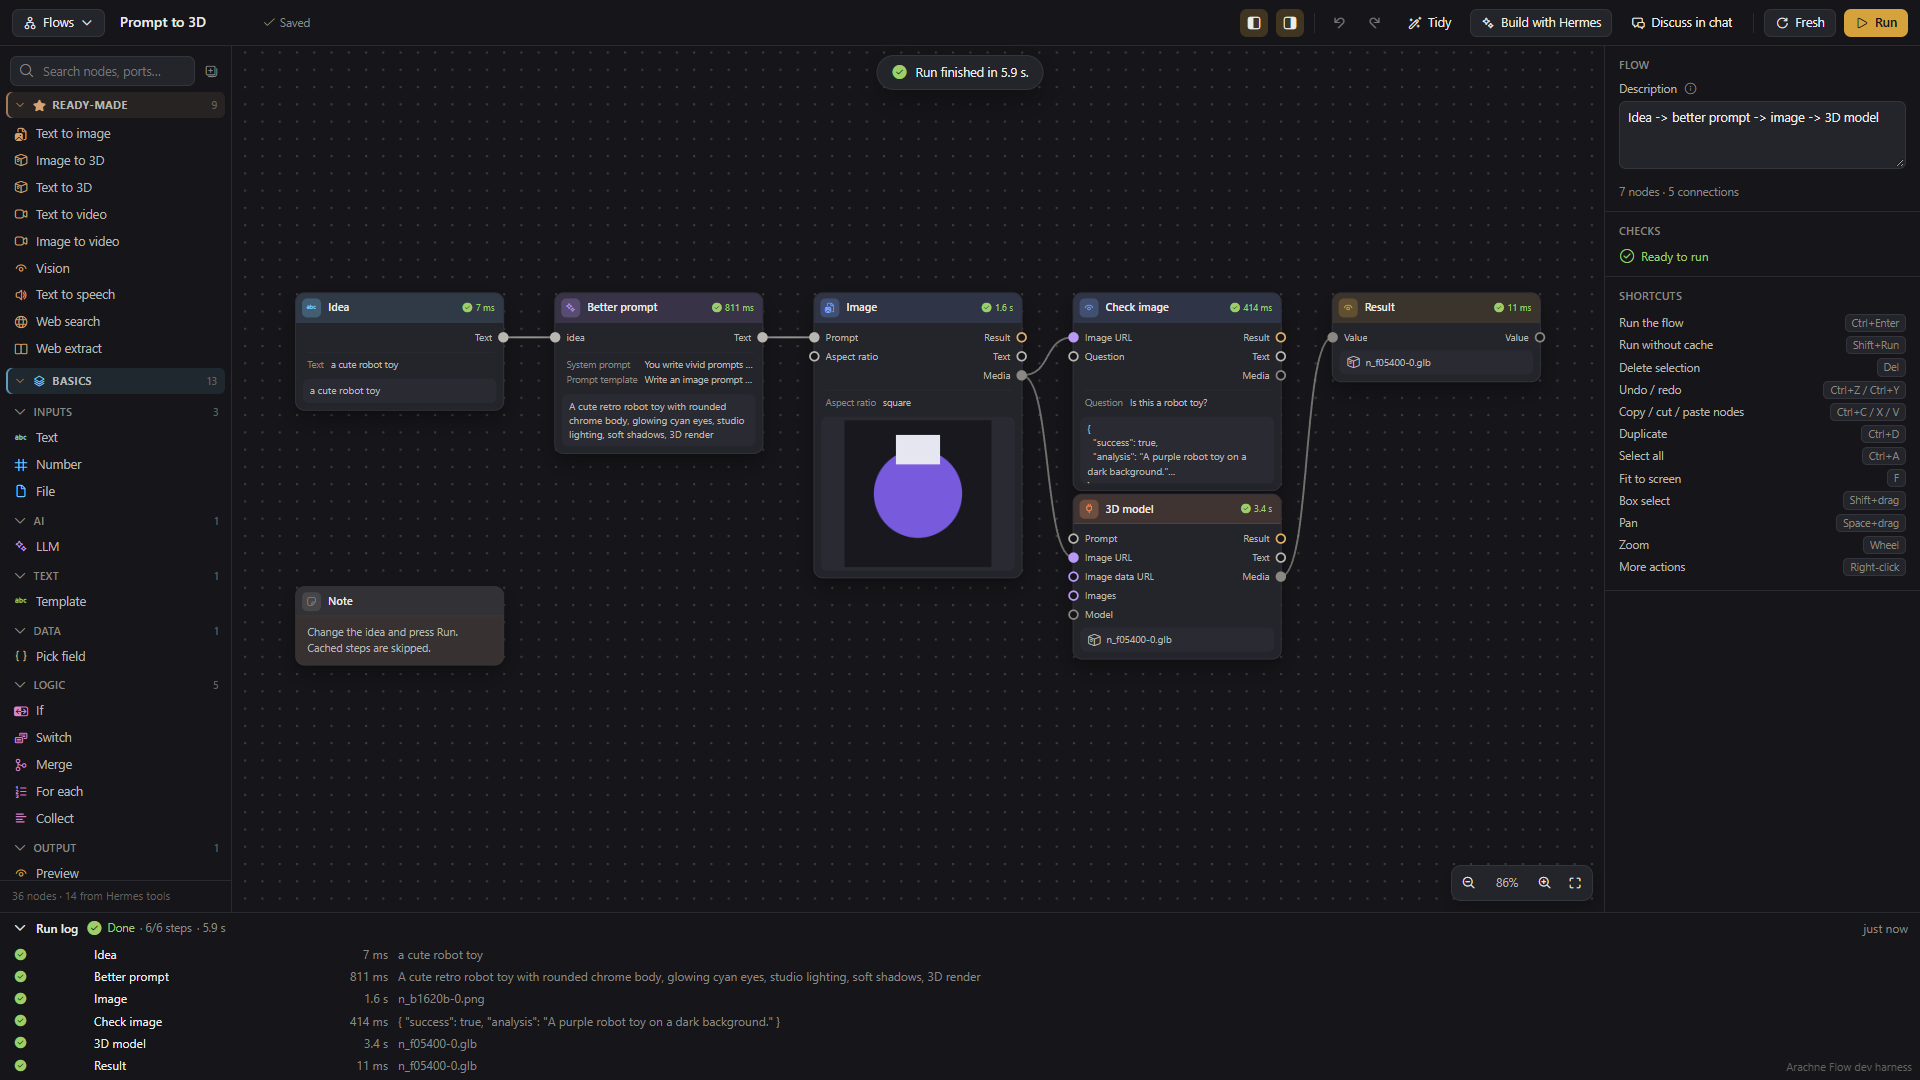 Flows
Prompt to 3D
Saved
Tidy
Build with Hermes
Discuss in chat
Fresh
Run
Search nodes, ports...
READY-MADE 9
Text to image
Image to 3D
Text to 3D
Text to video
Image to video
Vision
Text to speech
Web search
Web extract
BASICS 13
INPUTS 3
abc Text
Number
File
AI 1
LLM
TEXT 1
abc Template
DATA 1
Pick field
LOGIC 5
If
Switch
Merge
For each
Collect
OUTPUT 1
Preview
36 nodes · 14 from Hermes tools
Run finished in 5.9 s.
abc Idea 7 ms
Text
Text a cute robot toy
a cute robot toy
Better prompt 811 ms
idea Text
System prompt You write vivid prompts ...
Prompt template Write an image prompt ...
A cute retro robot toy with rounded
chrome body, glowing cyan eyes, studio
lighting, soft shadows, 3D render
Image 1.6 s
Prompt Result
Aspect ratio Text
Media
Aspect ratio square
Check image 414 ms
Image URL Result
Question Text
Media
Question Is this a robot toy?
{
"success": true,
"analysis": "A purple robot toy on a
dark background."...
3D model 3.4 s
Prompt Result
Image URL Text
Image data URL Media
Images
Model
n_f05400-0.glb
Result 11 ms
Value Value
n_f05400-0.glb
Note
Change the idea and press Run.
Cached steps are skipped.
86%
FLOW
Description
Idea -> better prompt -> image -> 3D model
7 nodes · 5 connections
CHECKS
Ready to run
SHORTCUTS
Run the flow Ctrl+Enter
Run without cache Shift+Run
Delete selection Del
Undo / redo Ctrl+Z / Ctrl+Y
Copy / cut / paste nodes Ctrl+C / X / V
Duplicate Ctrl+D
Select all Ctrl+A
Fit to screen F
Box select Shift+drag
Pan Space+drag
Zoom Wheel
More actions Right-click
Run log Done · 6/6 steps · 5.9 s just now
Idea 7 ms a cute robot toy
Better prompt 811 ms A cute retro robot toy with rounded chrome body, glowing cyan eyes, studio lighting, soft shadows, 3D render
Image 1.6 s n_b1620b-0.png
Check image 414 ms { "success": true, "analysis": "A purple robot toy on a dark background." }
3D model 3.4 s n_f05400-0.glb
Result 11 ms n_f05400-0.glb
Arachne Flow dev harness